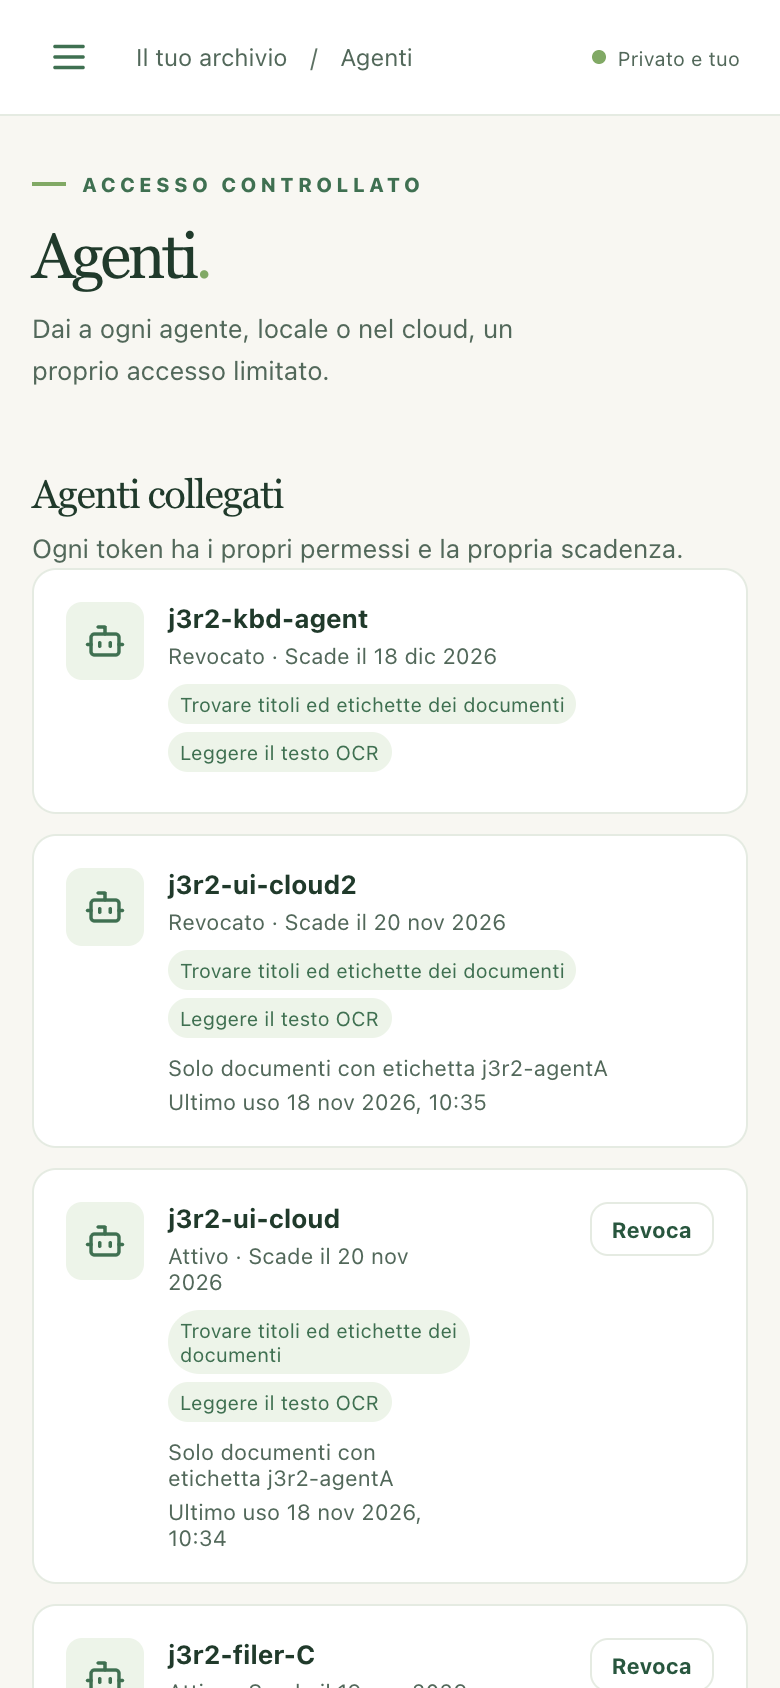 Il tuo archivio / Agenti
Privato e tuo
ACCESSO CONTROLLATO
Agenti.
Dai a ogni agente, locale o nel cloud, un
proprio accesso limitato.
Agenti collegati
Ogni token ha i propri permessi e la propria scadenza.
j3r2-kbd-agent
Revocato · Scade il 18 dic 2026
Trovare titoli ed etichette dei documenti
Leggere il testo OCR
j3r2-ui-cloud2
Revocato · Scade il 20 nov 2026
Trovare titoli ed etichette dei documenti
Leggere il testo OCR
Solo documenti con etichetta j3r2-agentA
Ultimo uso 18 nov 2026, 10:35
j3r2-ui-cloud
Revoca
Attivo · Scade il 20 nov
2026
Trovare titoli ed etichette dei
documenti
Leggere il testo OCR
Solo documenti con
etichetta j3r2-agentA
Ultimo uso 18 nov 2026,
10:34
j3r2-filer-C
Revoca